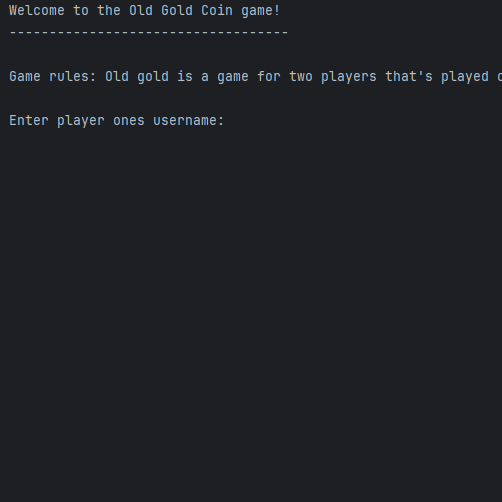 Welcome to the Old Gold Coin game!
-----------------------------------
Game rules: Old gold is a game for two players that's played
Enter player ones username: